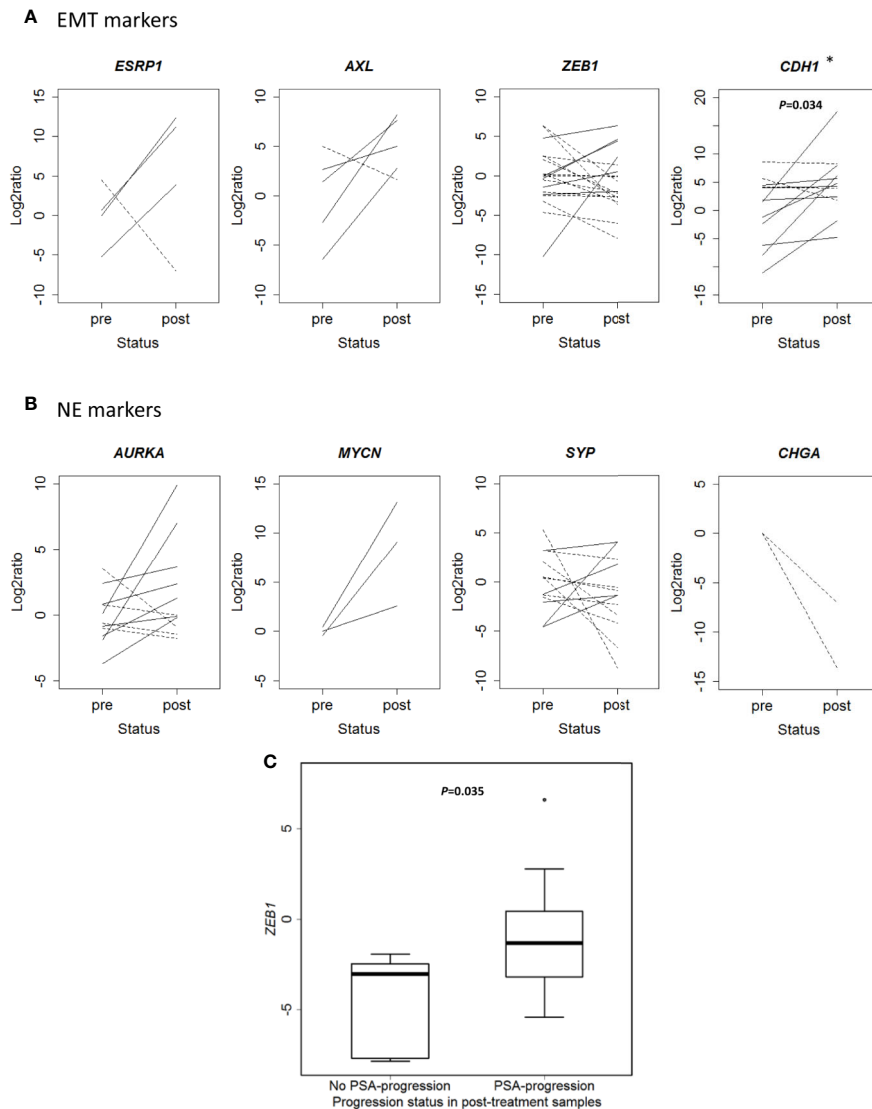 A EMT markers
ESRP1
AXL
ZEB1
CDH1 *
Log2ratio
15
10
5
0
-5
-10
pre
post
Status
Log2ratio
10
5
0
-5
-10
pre
post
Status
Log2ratio
10
5
0
-5
-10
-15
pre
post
Status
P=0.034
Log2ratio
20
15
10
5
0
-5
-15
pre
post
Status
B NE markers
AURKA
MYCN
SYP
CHGA
Log2ratio
10
5
0
-5
pre
post
Status
Log2ratio
15
10
5
0
-5
pre
post
Status
Log2ratio
10
5
0
-5
-10
pre
post
Status
Log2ratio
5
0
-5
-10
-15
pre
post
Status
C
P=0.035
ZEB1
5
0
-5
No PSA-progression
PSA-progression
Progression status in post-treatment samples